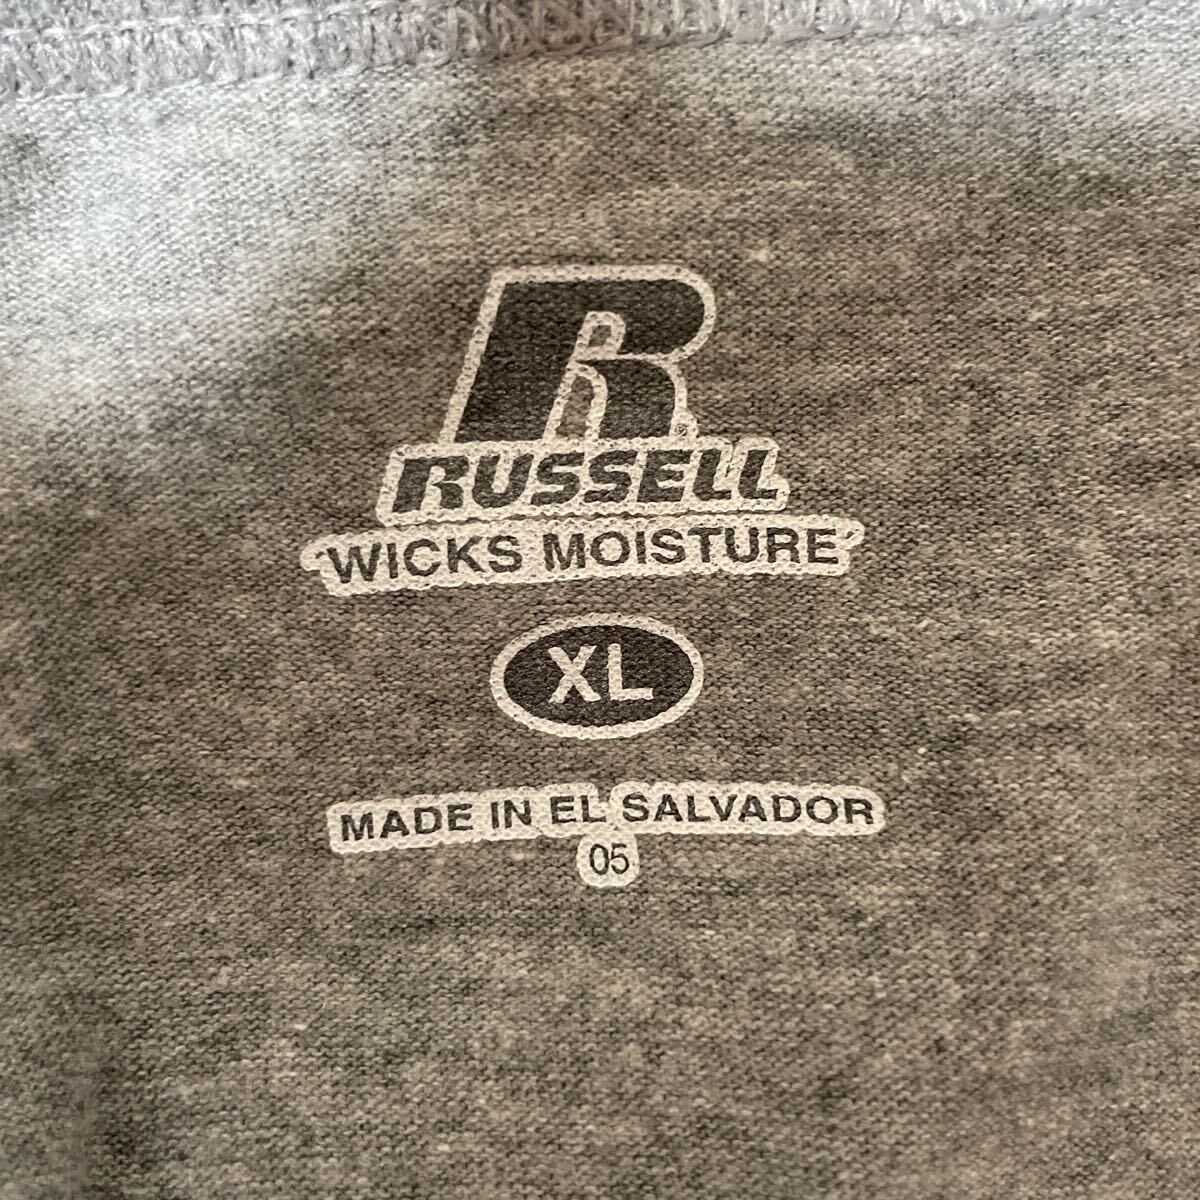 R®
RUSSELL
WICKS MOISTURE
XL
MADE IN EL SALVADOR
05